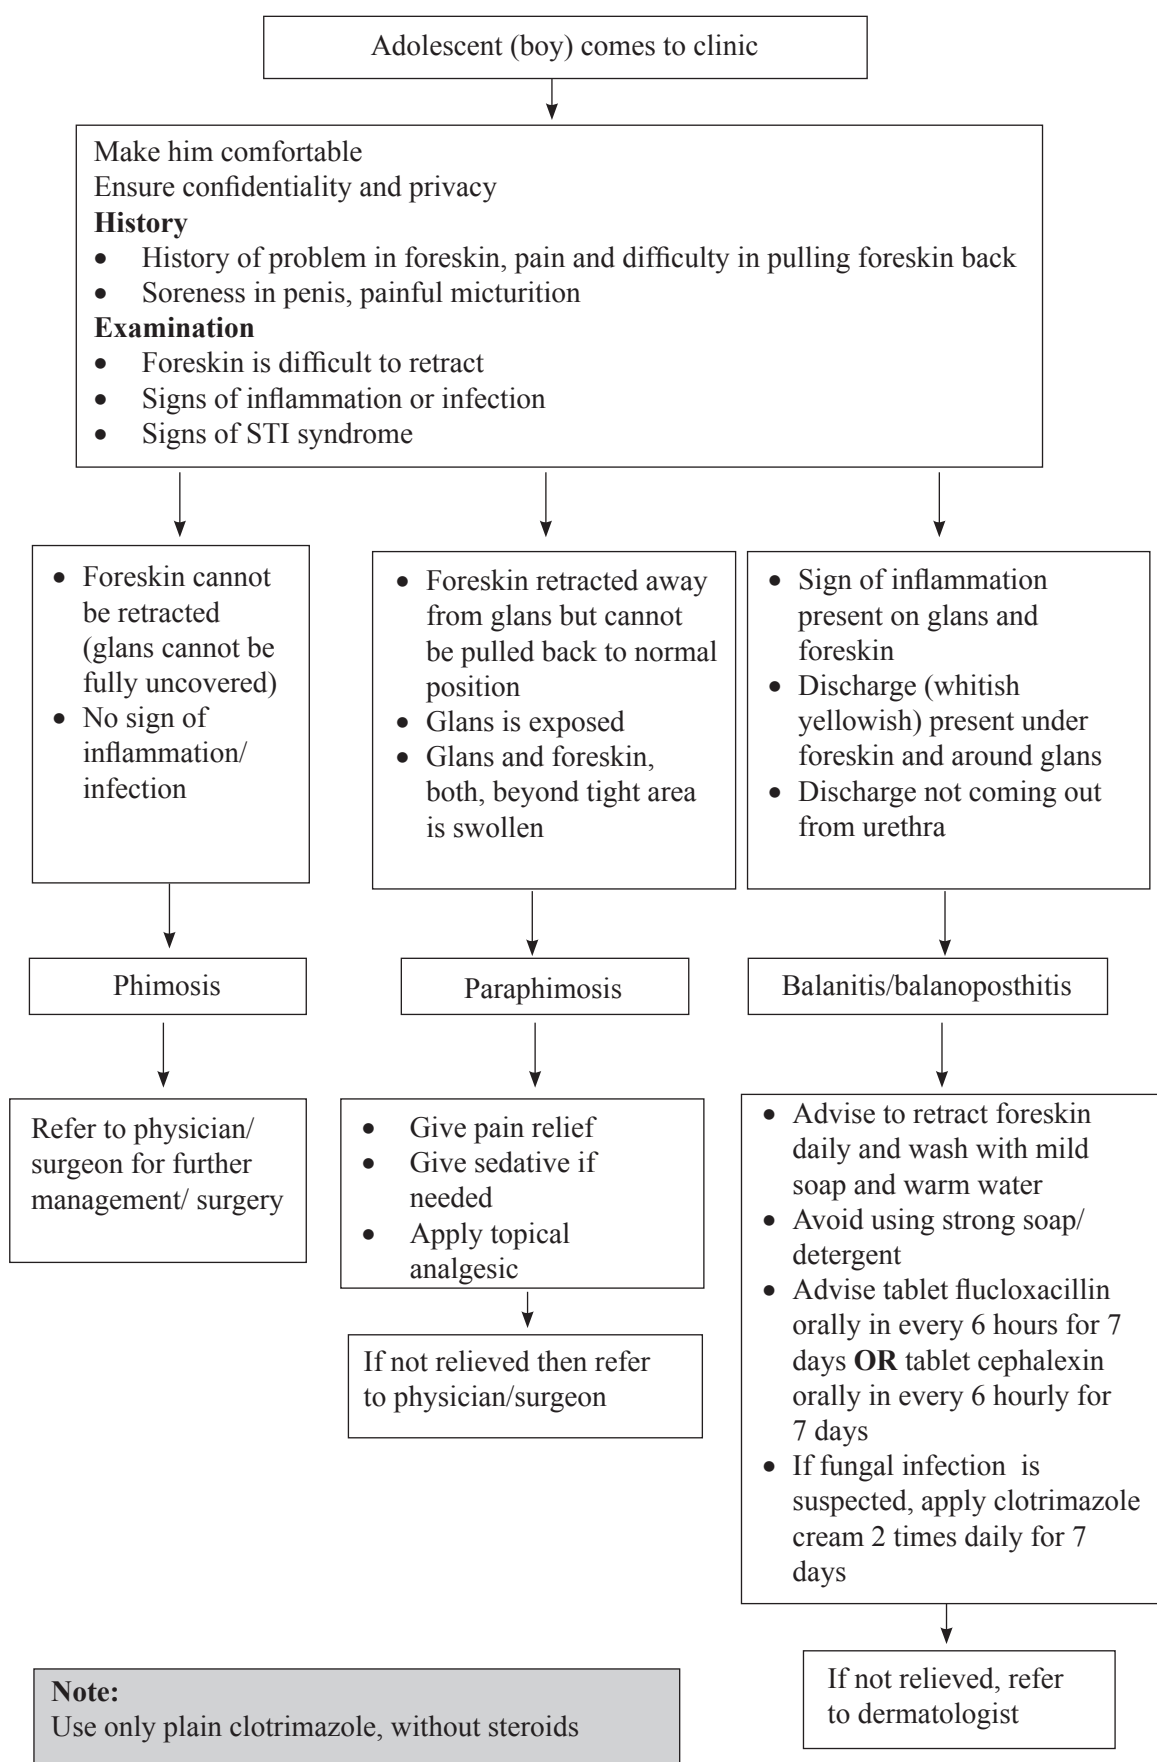 Adolescent (boy) comes to clinic
Make him comfortable
Ensure confidentiality and privacy
History
• History of problem in foreskin, pain and difficulty in pulling foreskin back
• Soreness in penis, painful micturition
Examination
• Foreskin is difficult to retract
• Signs of inflammation or infection
• Signs of STI syndrome
• Foreskin cannot
be retracted
(glans cannot be
fully uncovered)
• No sign of
inflammation/
infection
• Foreskin retracted away
from glans but cannot
be pulled back to normal
position
• Glans is exposed
• Glans and foreskin,
both, beyond tight area
is swollen
• Sign of inflammation
present on glans and
foreskin
• Discharge (whitish
yellowish) present under
foreskin and around glans
• Discharge not coming out
from urethra
Phimosis
Paraphimosis
Balanitis/balanoposthitis
Refer to physician/
surgeon for further
management/ surgery
• Give pain relief
• Give sedative if
needed
• Apply topical
analgesic
If not relieved then refer
to physician/surgeon
• Advise to retract foreskin
daily and wash with mild
soap and warm water
• Avoid using strong soap/
detergent
• Advise tablet flucloxacillin
orally in every 6 hours for 7
days OR tablet cephalexin
orally in every 6 hourly for
7 days
• If fungal infection is
suspected, apply clotrimazole
cream 2 times daily for 7
days
If not relieved, refer
to dermatologist
Note:
Use only plain clotrimazole, without steroids